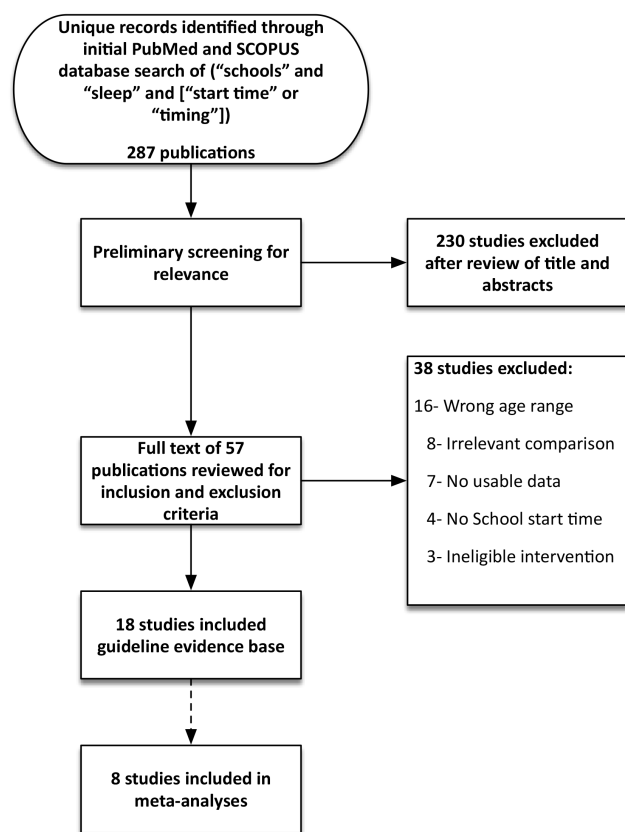 Unique records identified through
initial PubMed and SCOPUS
database search of (“schools” and
“sleep” and [“start time” or
“timing”])
287 publications
Preliminary screening for
relevance
230 studies excluded
after review of title and
abstracts
38 studies excluded:
16- Wrong age range
8- Irrelevant comparison
7- No usable data
4- No School start time
3- Ineligible intervention
Full text of 57
publications reviewed for
inclusion and exclusion
criteria
18 studies included
guideline evidence base
8 studies included in
meta-analyses